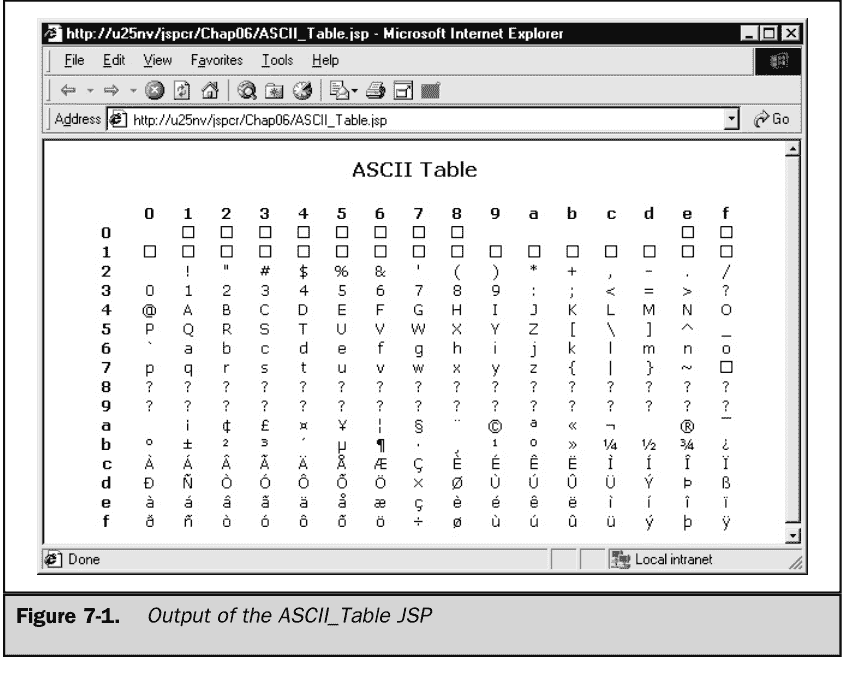 http://u25nv/jspcr/Chap06/ASCII_Table.jsp - Microsoft Internet Explorer
File Edit View Favorites Tools Help
Address http://u25nv/jspcr/Chap06/ASCII_Table.jsp Go
ASCII Table
0 1 2 3 4 5 6 7 8 9 a b c d e f
0 □ □ □ □ □ □ □ □ □ □
1 □ □ □ □ □ □ □ □ □ □ □ □ □ □ □ □
2 ! " # $ % & ' ( ) * + , - . /
3 0 1 2 3 4 5 6 7 8 9 : ; < = > ?
4 @ A B C D E F G H I J K L M N O
5 P Q R S T U V W X Y Z [ \ ] ^ _
6 ` a b c d e f g h i j k l m n o
7 p q r s t u v w x y z { | } ~ □
8 ? ? ? ? ? ? ? ? ? ? ? ? ? ? ? ?
9 ? ? ? ? ? ? ? ? ? ? ? ? ? ? ? ?
a ¡ ¢ £ ¤ ¥ ¦ § ¨ © ª « ¬ ® ¯
b ° ± ² ³ ´ µ ¶ · ¸ ¹ º » ¼ ½ ¾ ¿
c À Á Â Ã Ä Å Æ Ç È É Ê Ë Ì Í Î Ï
d Ð Ñ Ò Ó Ô Õ Ö × Ø Ù Ú Û Ü Ý Þ ß
e à á â ã ä å æ ç è é ê ë ì í î ï
f ð ñ ò ó ô õ ö ÷ ø ù ú û ü ý þ ÿ
Done Local intranet
Figure 7-1. Output of the ASCII_Table JSP